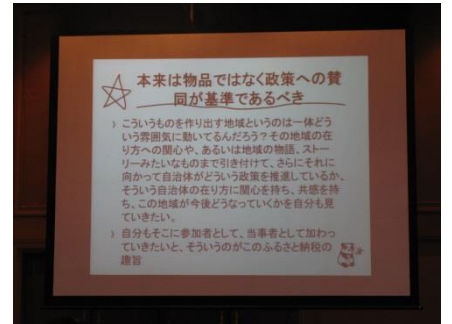 本来は物品ではなく政策への賛
同が基準であるべき
こういうものを作り出す地域というのは一体どう
いう雰囲気に動いてるんだろう？その地域の在
り方への関心や、あるいは地域の物語、ストー
リーみたいなものまで引き付けて、さらにそれに
向かって自治体がどういう政策を推進しているか、
そういう自治体の在り方に関心を持ち、共感を持
ち、この地域が今後どうなっていくかを自分も見
ていきたい。
自分もそこに参加者として、当事者として加わっ
ていきたいと、そういうのがこのふるさと納税の
趣旨